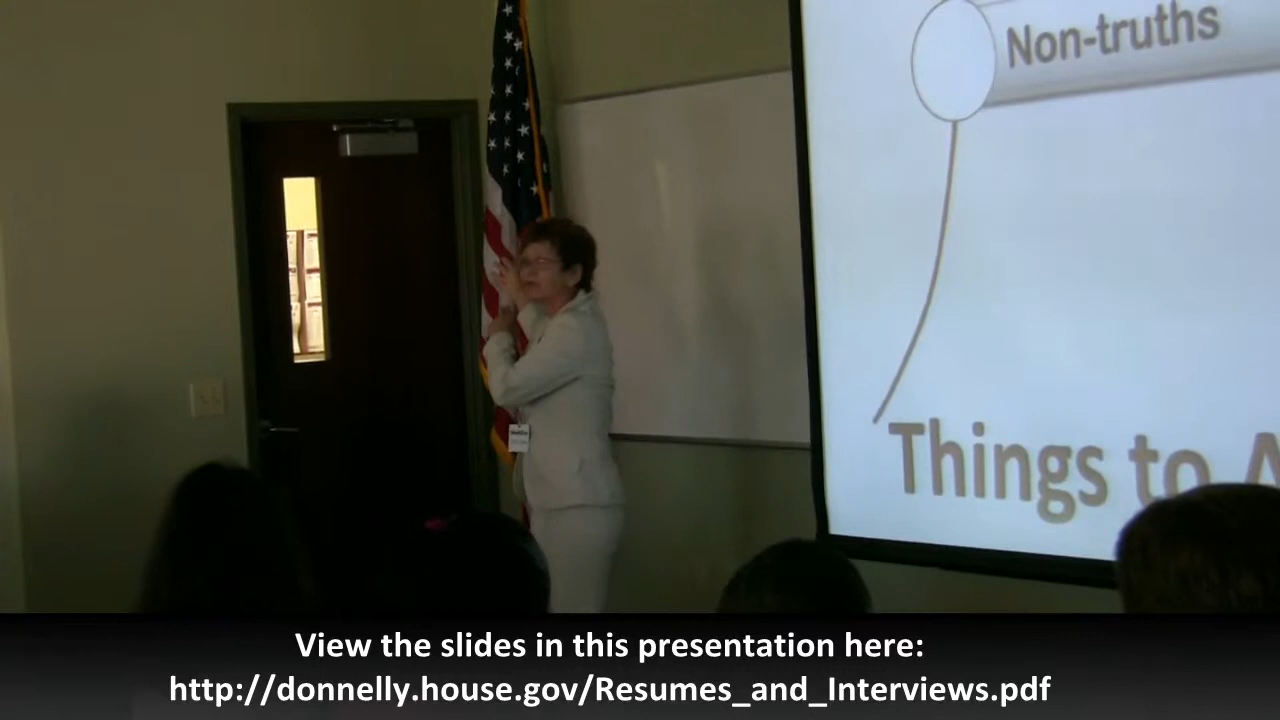 Non-truths
Things to A
View the slides in this presentation here:
http://donnelly.house.gov/Resumes_and_Interviews.pdf